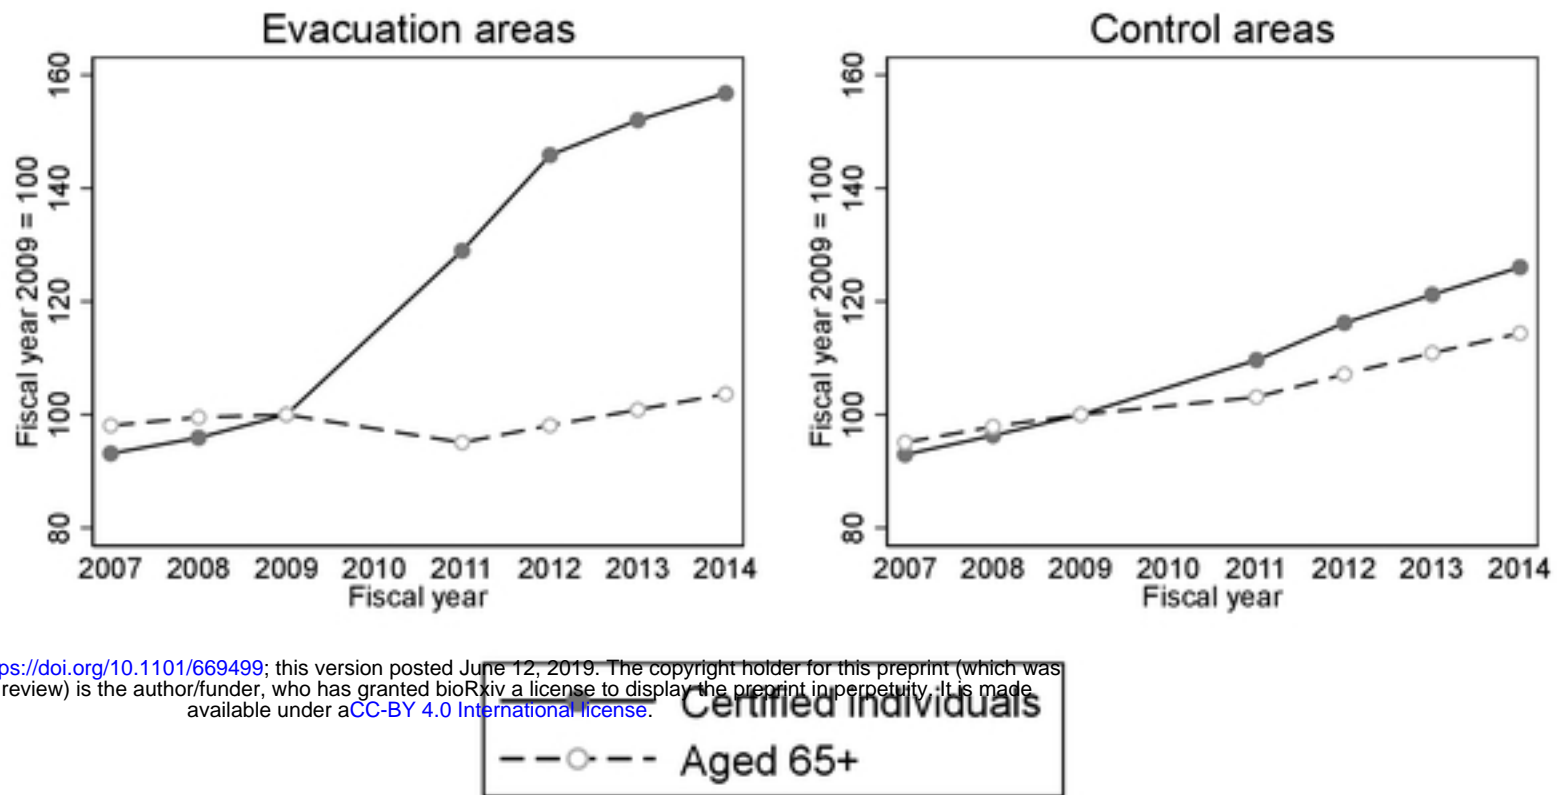 Evacuation areas
Fiscal year 2009 = 100
160
140
120
100
80
2007 2008 2009 2010 2011 2012 2013 2014
Fiscal year
Control areas
Fiscal year 2009 = 100
160
140
120
100
80
2007 2008 2009 2010 2011 2012 2013 2014
Fiscal year
ps://doi.org/10.1101/669499; this version posted June 12, 2019. The copyright holder for this preprint (which was
review) is the author/funder, who has granted bioRxiv a license to display the preprint in perpetuity. It is made
available under aCC-BY 4.0 International license.
Certified individuals
Aged 65+